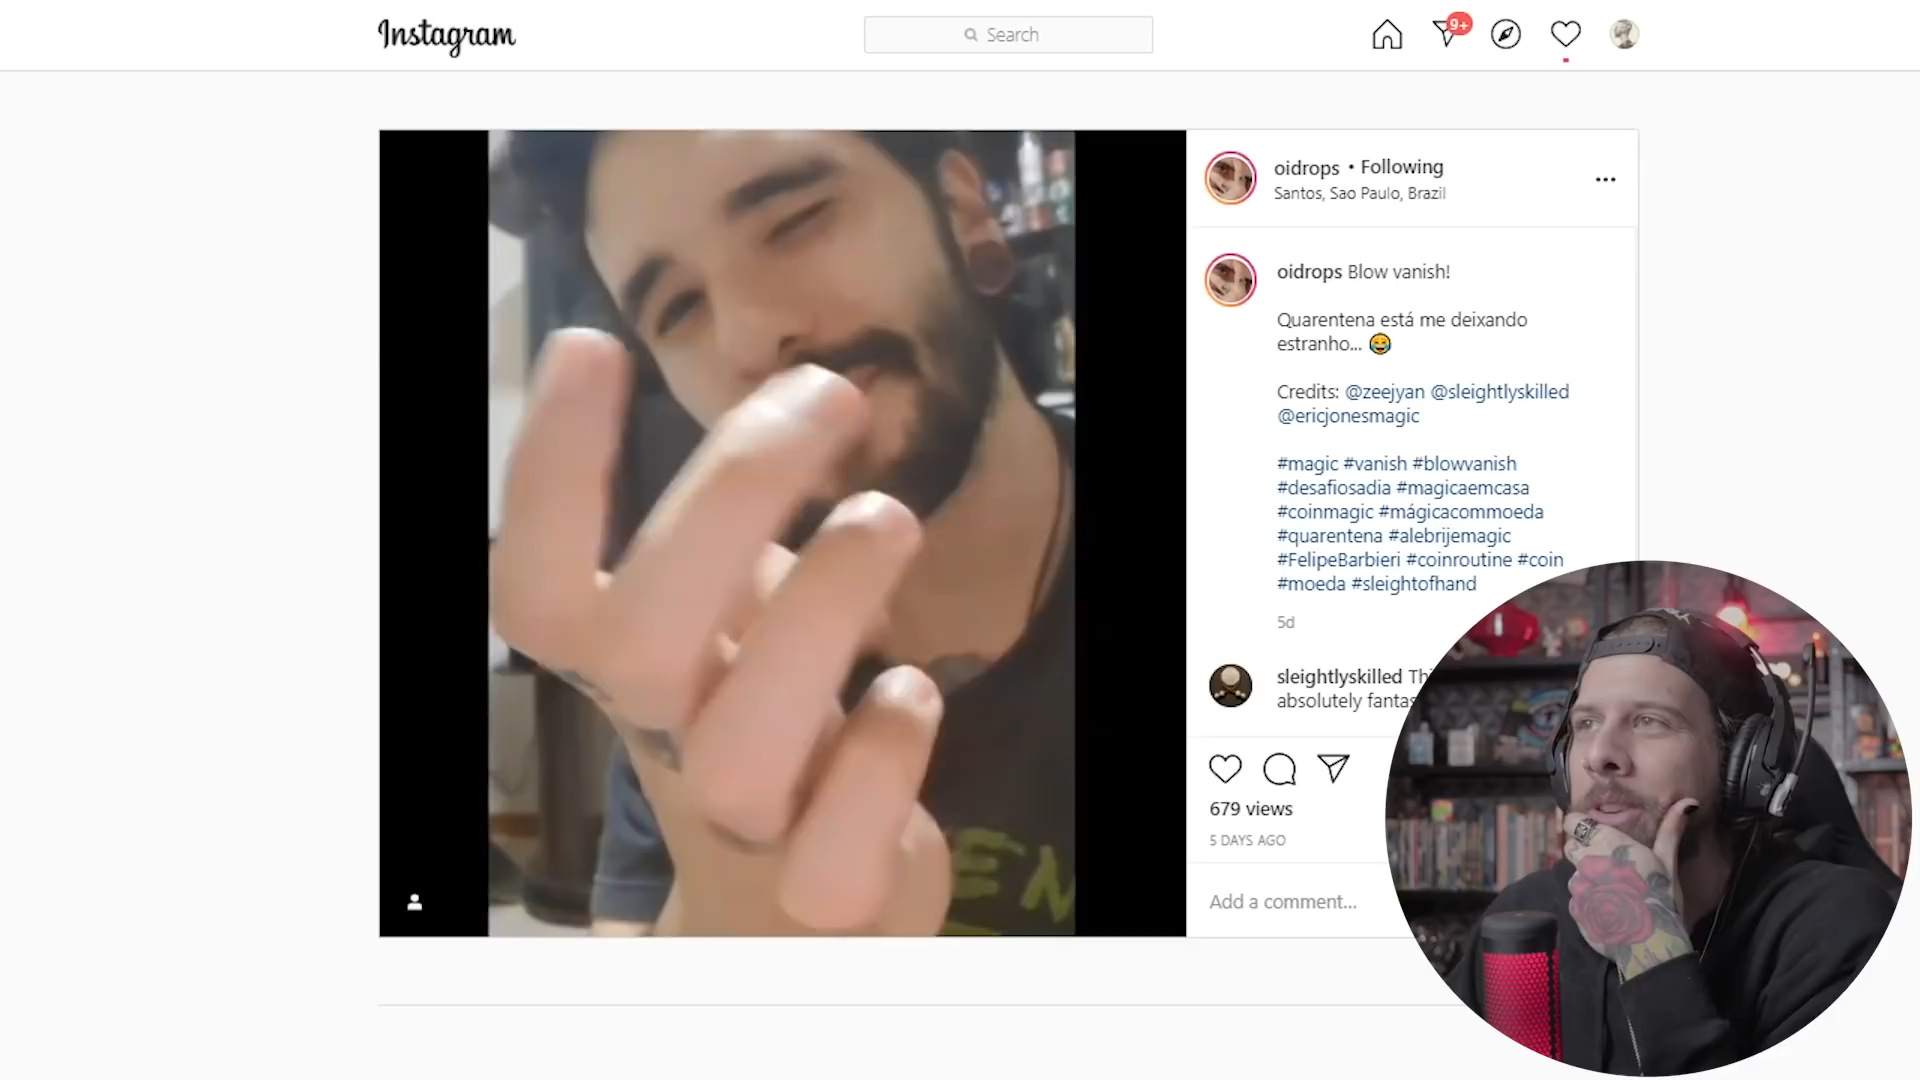 Instagram
Search
9+
oidrops • Following
Santos, Sao Paulo, Brazil
oidrops Blow vanish!
Quarentena está me deixando
estranho... 😂
Credits: @zeejyan @sleightlyskilled
@ericjonesmagic
#magic #vanish #blowvanish
#desafiosadia #magicaemcasa
#coinmagic #mágicacommoeda
#quarentena #alebrijemagic
#FelipeBarbieri #coinroutine #coin
#moeda #sleightofhand
5d
sleightlyskilled
absolutely
679 views
5 DAYS AGO
Add a comment...